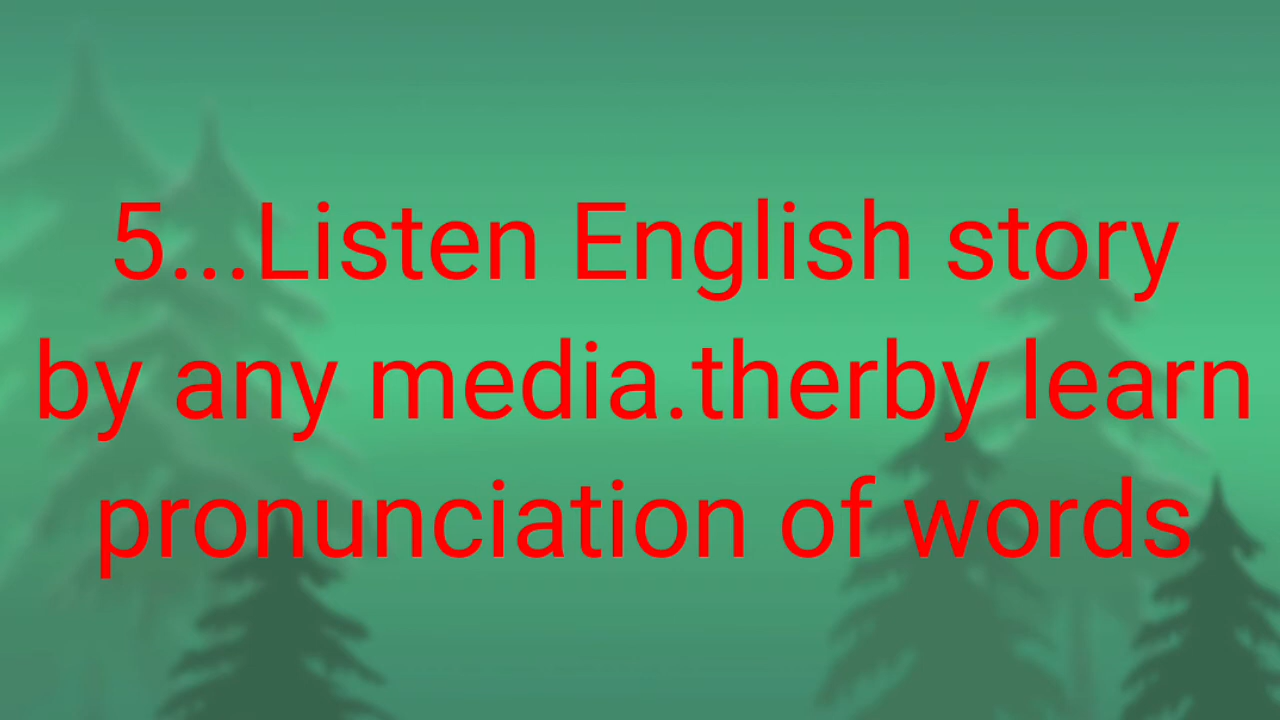 5...Listen English story
by any media.therby learn
pronunciation of words